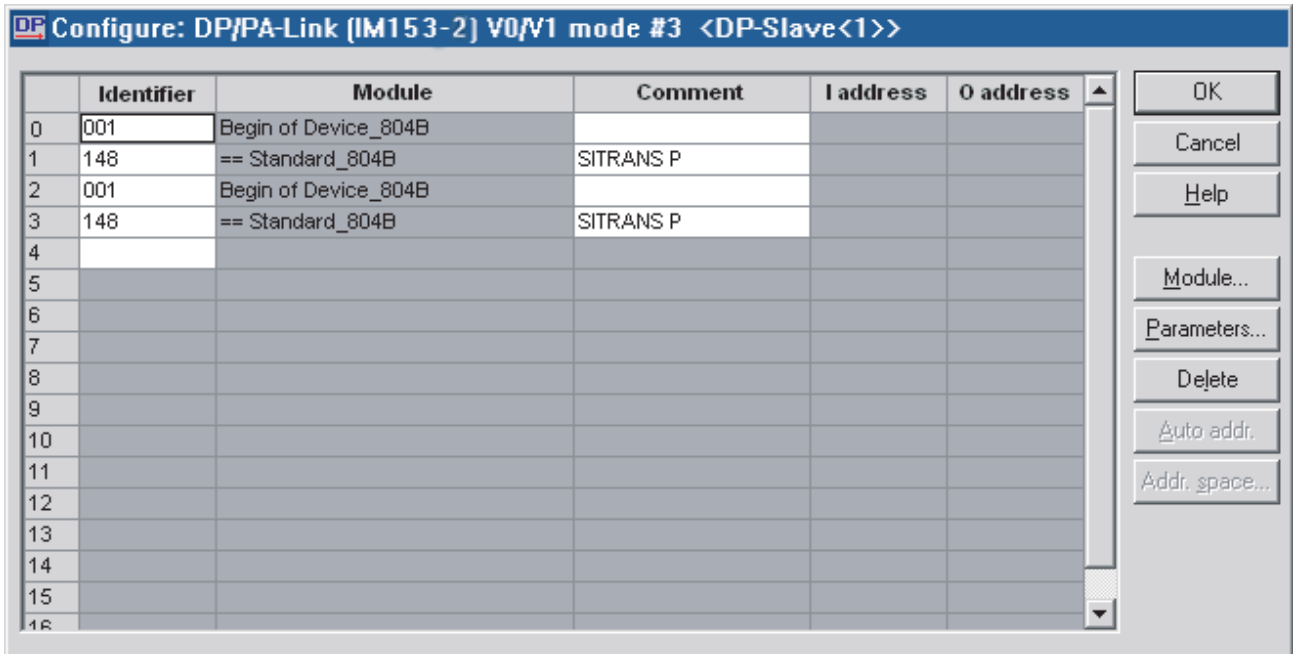 DP Configure: DP/PA-Link (IM153-2) V0/V1 mode #3 <DP-Slave<1>>
Identifier Module Comment I address O address
0 001 Begin of Device_804B
1 148 == Standard_804B SITRANS P
2 001 Begin of Device_804B
3 148 == Standard_804B SITRANS P
4
5
6
7
8
9
10
11
12
13
14
15
16
OK
Cancel
Help
Module...
Parameters...
Delete
Auto addr.
Addr. space...